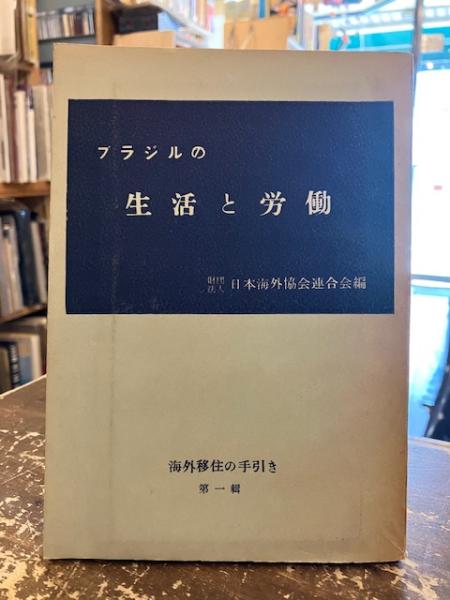 ブラジルの
生活と労働
財団法人 日本海外協会連合会編
海外移住の手引き
第一輯